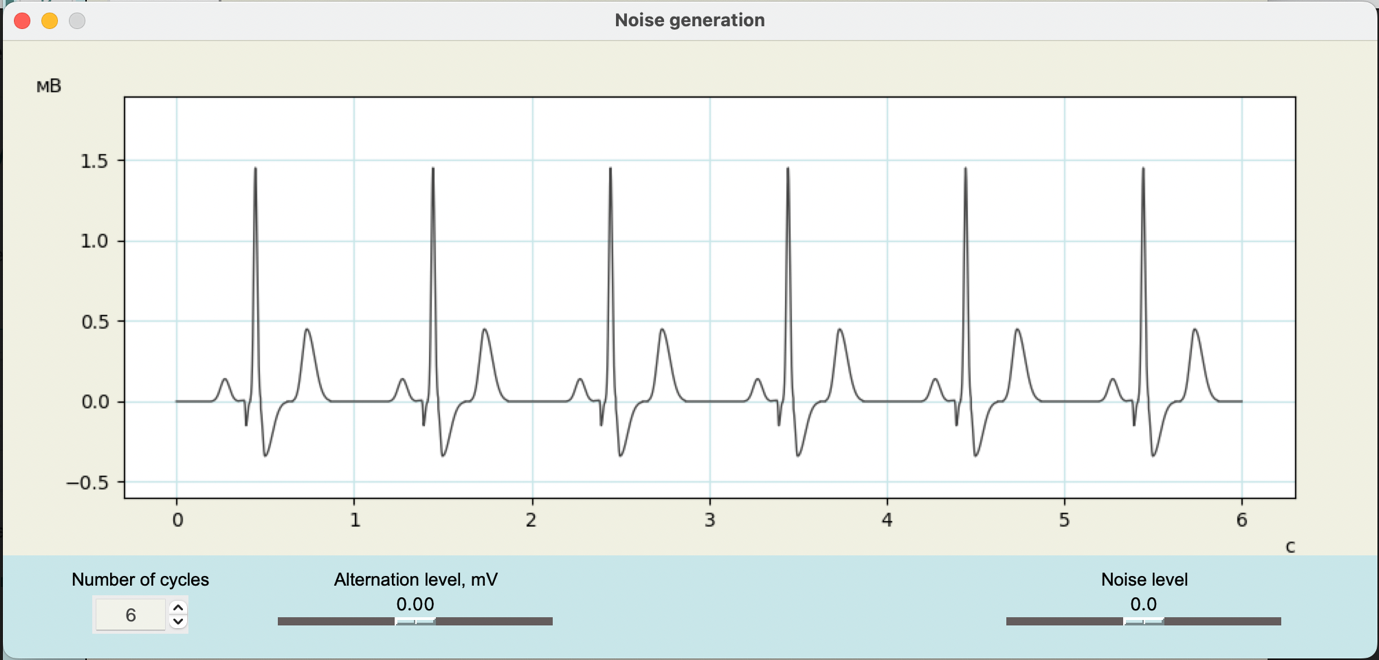 Noise generation
мВ
1.5
1.0
0.5
0.0
−0.5
0 1 2 3 4 5 6
с
Number of cycles
6
Alternation level, mV
0.00
Noise level
0.0